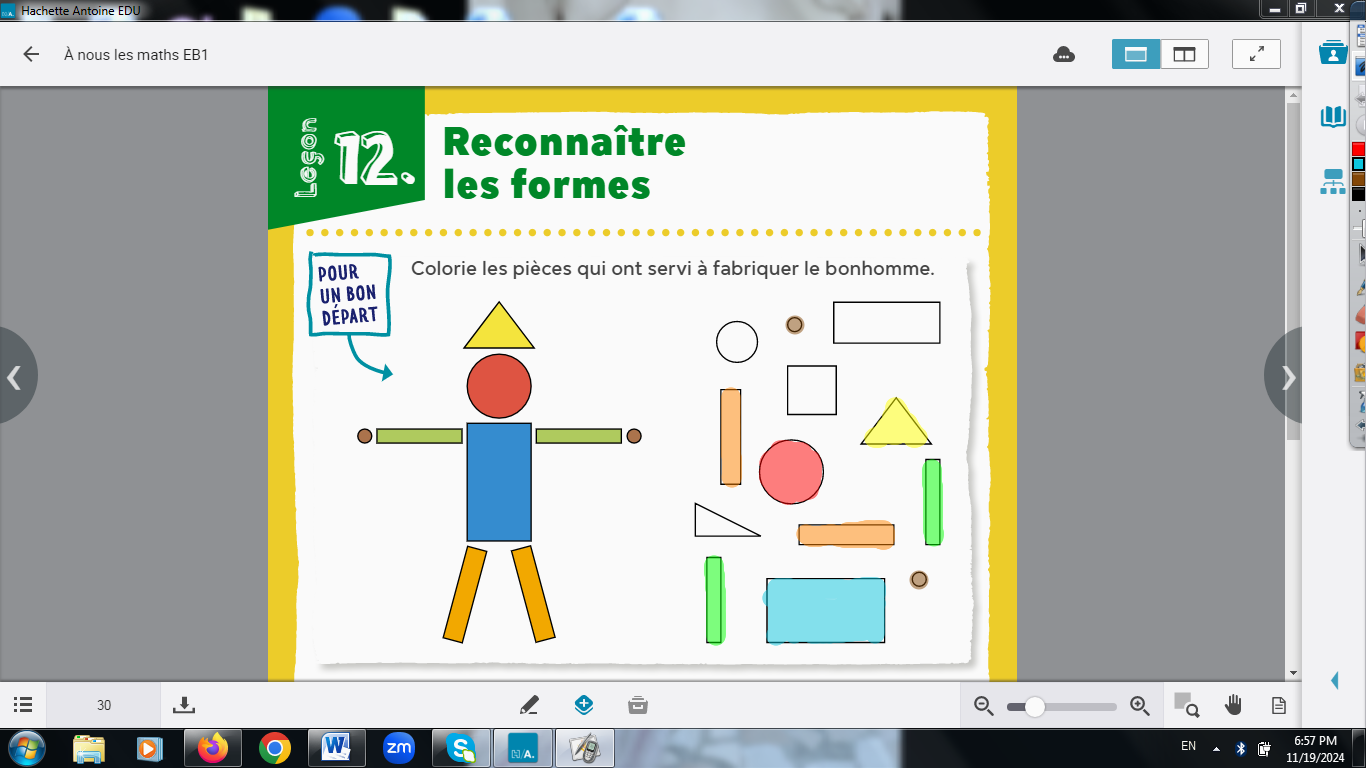 Hachette Antoine EDU
À nous les maths EB1
Leçon
12.
Reconnaître
les formes
POUR
UN BON
DÉPART
Colorie les pièces qui ont servi à fabriquer le bonhomme.
30
H/A.
W
zm
S
EN
6:57 PM
11/19/2024